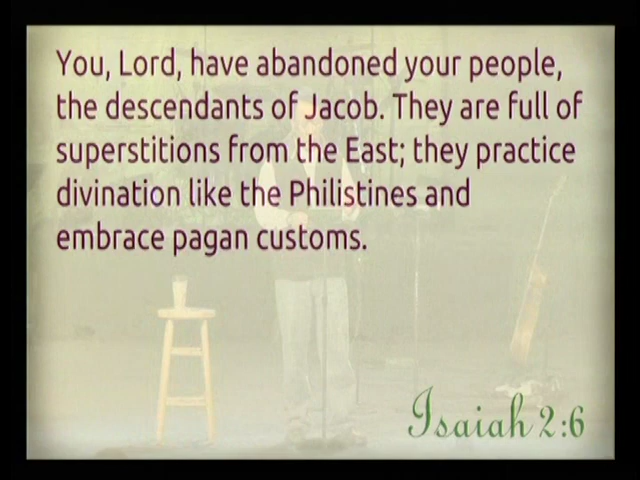 You, Lord, have abandoned your people,
the descendants of Jacob. They are full of
superstitions from the East; they practice
divination like the Philistines and
embrace pagan customs.
Isaiah 2:6